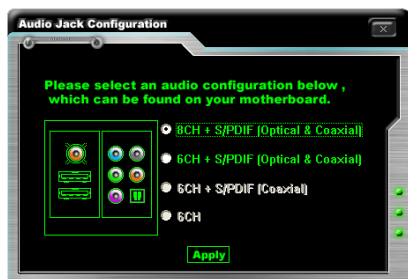 Audio Jack Configuration
Please select an audio configuration below ,
which can be found on your motherboard.
8CH + S/PDIF (Optical & Coaxial)
6CH + S/PDIF (Optical & Coaxial)
6CH + S/PDIF (Coaxial)
6CH
Apply